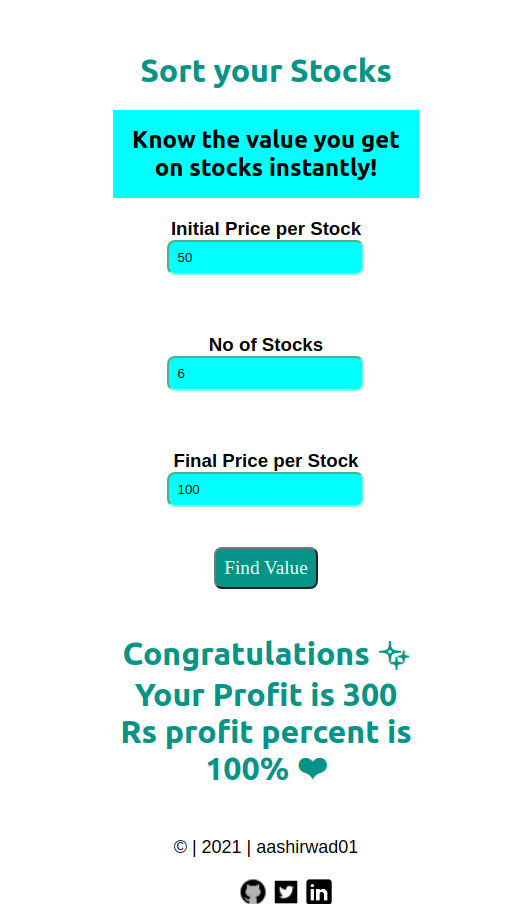 Sort your Stocks
Know the value you get
on stocks instantly!
Initial Price per Stock
50
No of Stocks
6
Final Price per Stock
100
Find Value
Congratulations ✨
Your Profit is 300
Rs profit percent is
100% ❤
© | 2021 | aashirwad01
in